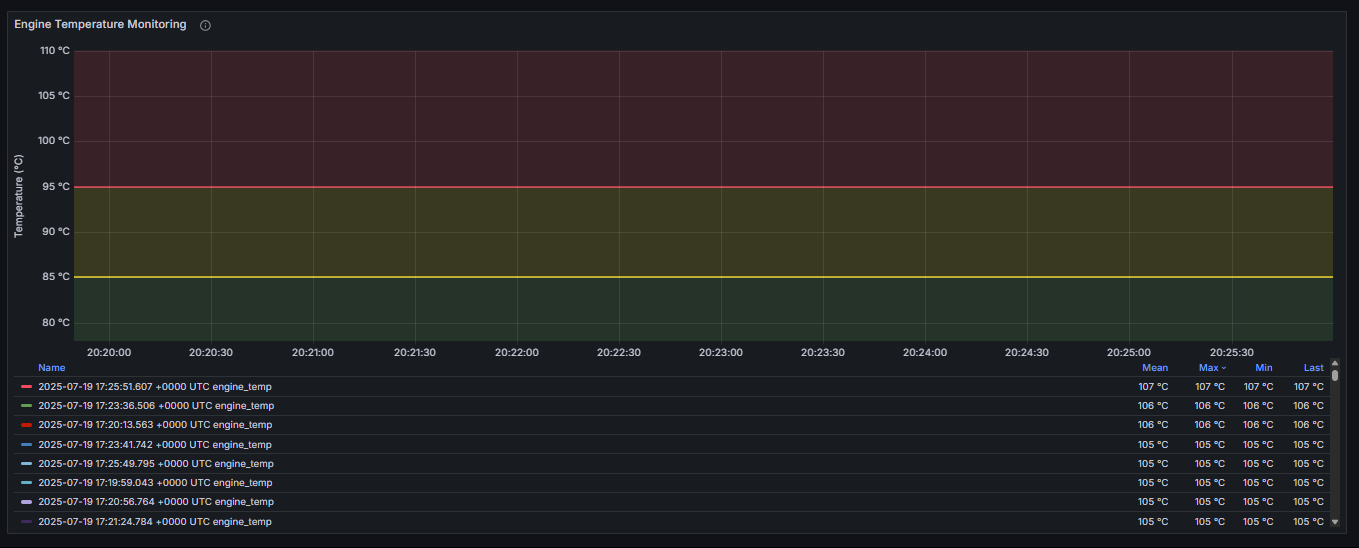 Engine Temperature Monitoring
110 °C
105 °C
100 °C
95 °C
90 °C
85 °C
80 °C
Temperature (°C)
20:20:00 20:20:30 20:21:00 20:21:30 20:22:00 20:22:30 20:23:00 20:23:30 20:24:00 20:24:30 20:25:00 20:25:30
Name Mean Max Min Last
2025-07-19 17:25:51.607 +0000 UTC engine_temp 107 °C 107 °C 107 °C 107 °C
2025-07-19 17:23:36.506 +0000 UTC engine_temp 106 °C 106 °C 106 °C 106 °C
2025-07-19 17:20:13.563 +0000 UTC engine_temp 106 °C 106 °C 106 °C 106 °C
2025-07-19 17:23:41.742 +0000 UTC engine_temp 105 °C 105 °C 105 °C 105 °C
2025-07-19 17:25:49.795 +0000 UTC engine_temp 105 °C 105 °C 105 °C 105 °C
2025-07-19 17:19:59.043 +0000 UTC engine_temp 105 °C 105 °C 105 °C 105 °C
2025-07-19 17:20:56.764 +0000 UTC engine_temp 105 °C 105 °C 105 °C 105 °C
2025-07-19 17:21:24.784 +0000 UTC engine_temp 105 °C 105 °C 105 °C 105 °C